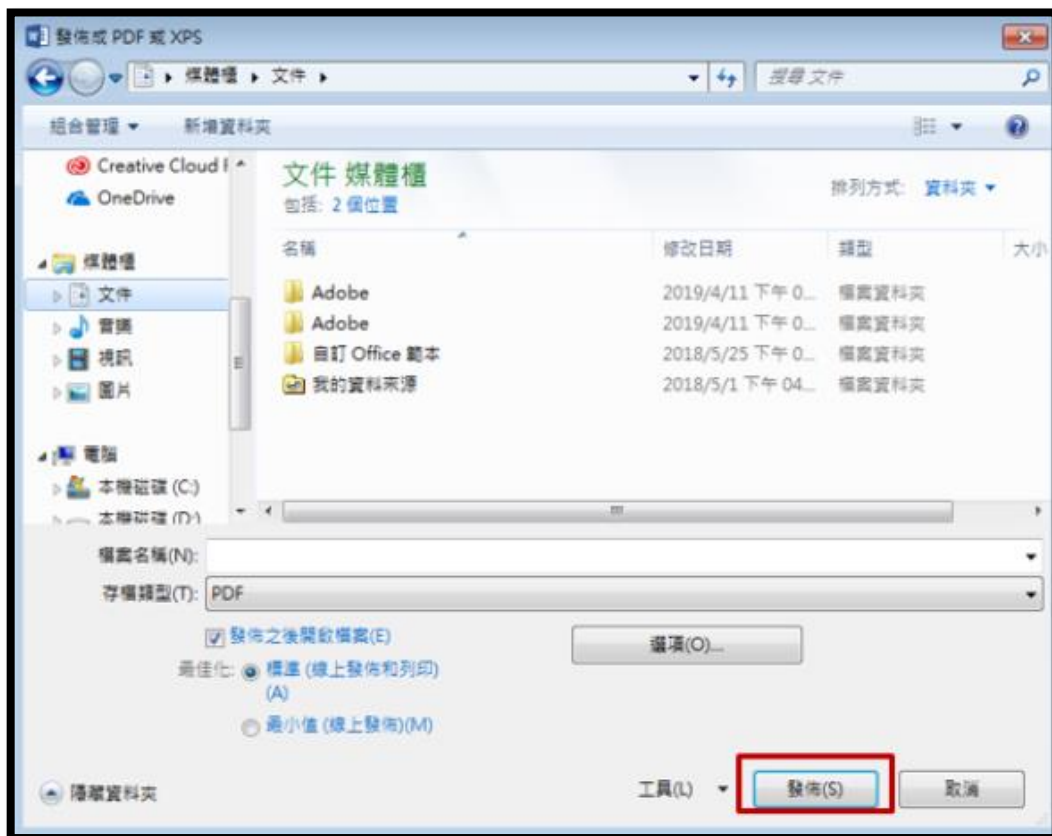 發佈成 PDF 或 XPS
媒體櫃 文件
搜尋 文件
組合管理 新增資料夾
Creative Cloud F
OneDrive
媒體櫃
文件
音樂
視訊
圖片
電腦
本機磁碟 (C:)
本機磁碟 (D:)
文件 媒體櫃
包括: 2 個位置
排列方式: 資料夾
名稱 修改日期 類型 大小
Adobe 2019/4/11 下午 0... 檔案資料夾
Adobe 2019/4/11 下午 0... 檔案資料夾
自訂 Office 範本 2018/5/25 下午 0... 檔案資料夾
我的資料來源 2018/5/1 下午 04... 檔案資料夾
檔案名稱(N):
存檔類型(T): PDF
發佈之後開啟檔案(E)
選項(O)...
最佳化: 標準 (線上發佈和列印)
(A)
最小值 (線上發佈)(M)
隱藏資料夾
工具(L) 發佈(S) 取消